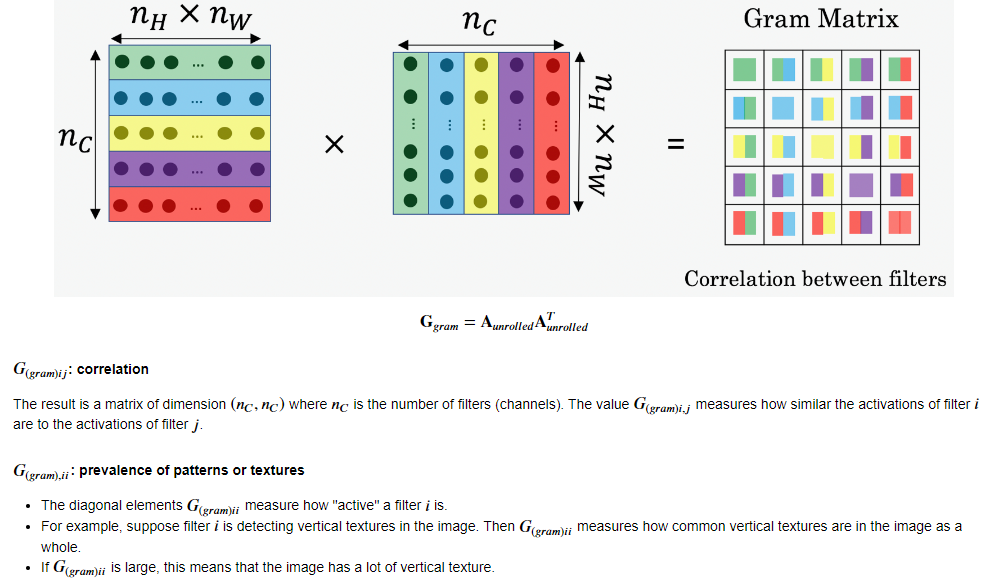 n_H × n_W
n_C
Gram Matrix
n_C
...
...
...
...
...
×
n_H × n_W
=
Correlation between filters
G_gram = A_unrolled A^T_unrolled
G_(gram)ij: correlation
The result is a matrix of dimension (n_C, n_C) where n_C is the number of filters (channels). The value G_(gram)i,j measures how similar the activations of filter i
are to the activations of filter j.
G_(gram),ii: prevalence of patterns or textures
• The diagonal elements G_(gram)ii measure how "active" a filter i is.
• For example, suppose filter i is detecting vertical textures in the image. Then G_(gram)ii measures how common vertical textures are in the image as a
whole.
• If G_(gram)ii is large, this means that the image has a lot of vertical texture.